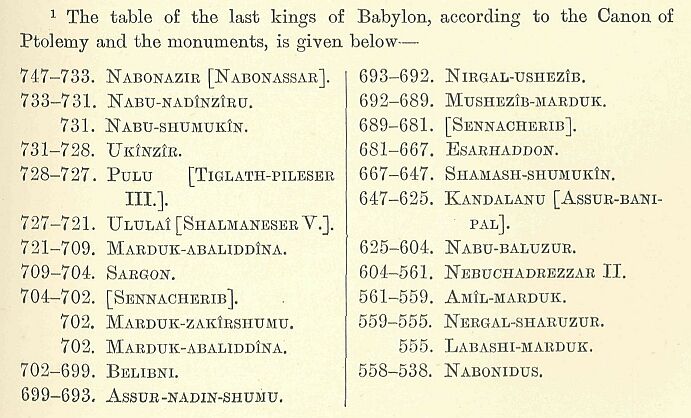 ¹ The table of the last kings of Babylon, according to the Canon of
Ptolemy and the monuments, is given below—
747–733. Nabonazir [Nabonassar].
733–731. Nabu-nadînzîru.
731. Nabu-shumukîn.
731–728. Ukînzîr.
728–727. Pulu [Tiglath-pileser
III.].
727–721. Ululaî [Shalmaneser V.].
721–709. Marduk-abaliddîna.
709–704. Sargon.
704–702. [Sennacherib].
702. Marduk-zakîrshumu.
702. Marduk-abaliddîna.
702–699. Belibni.
699–693. Assur-nadin-shumu.
693–692. Nirgal-ushezîb.
692–689. Mushezîb-marduk.
689–681. [Sennacherib].
681–667. Esarhaddon.
667–647. Shamash-shumukîn.
647–625. Kandalanu [Assur-bani-
pal].
625–604. Nabu-baluzur.
604–561. Nebuchadrezzar II.
561–559. Amîl-marduk.
559–555. Nergal-sharuzur.
555. Labashi-marduk.
558–538. Nabonidus.